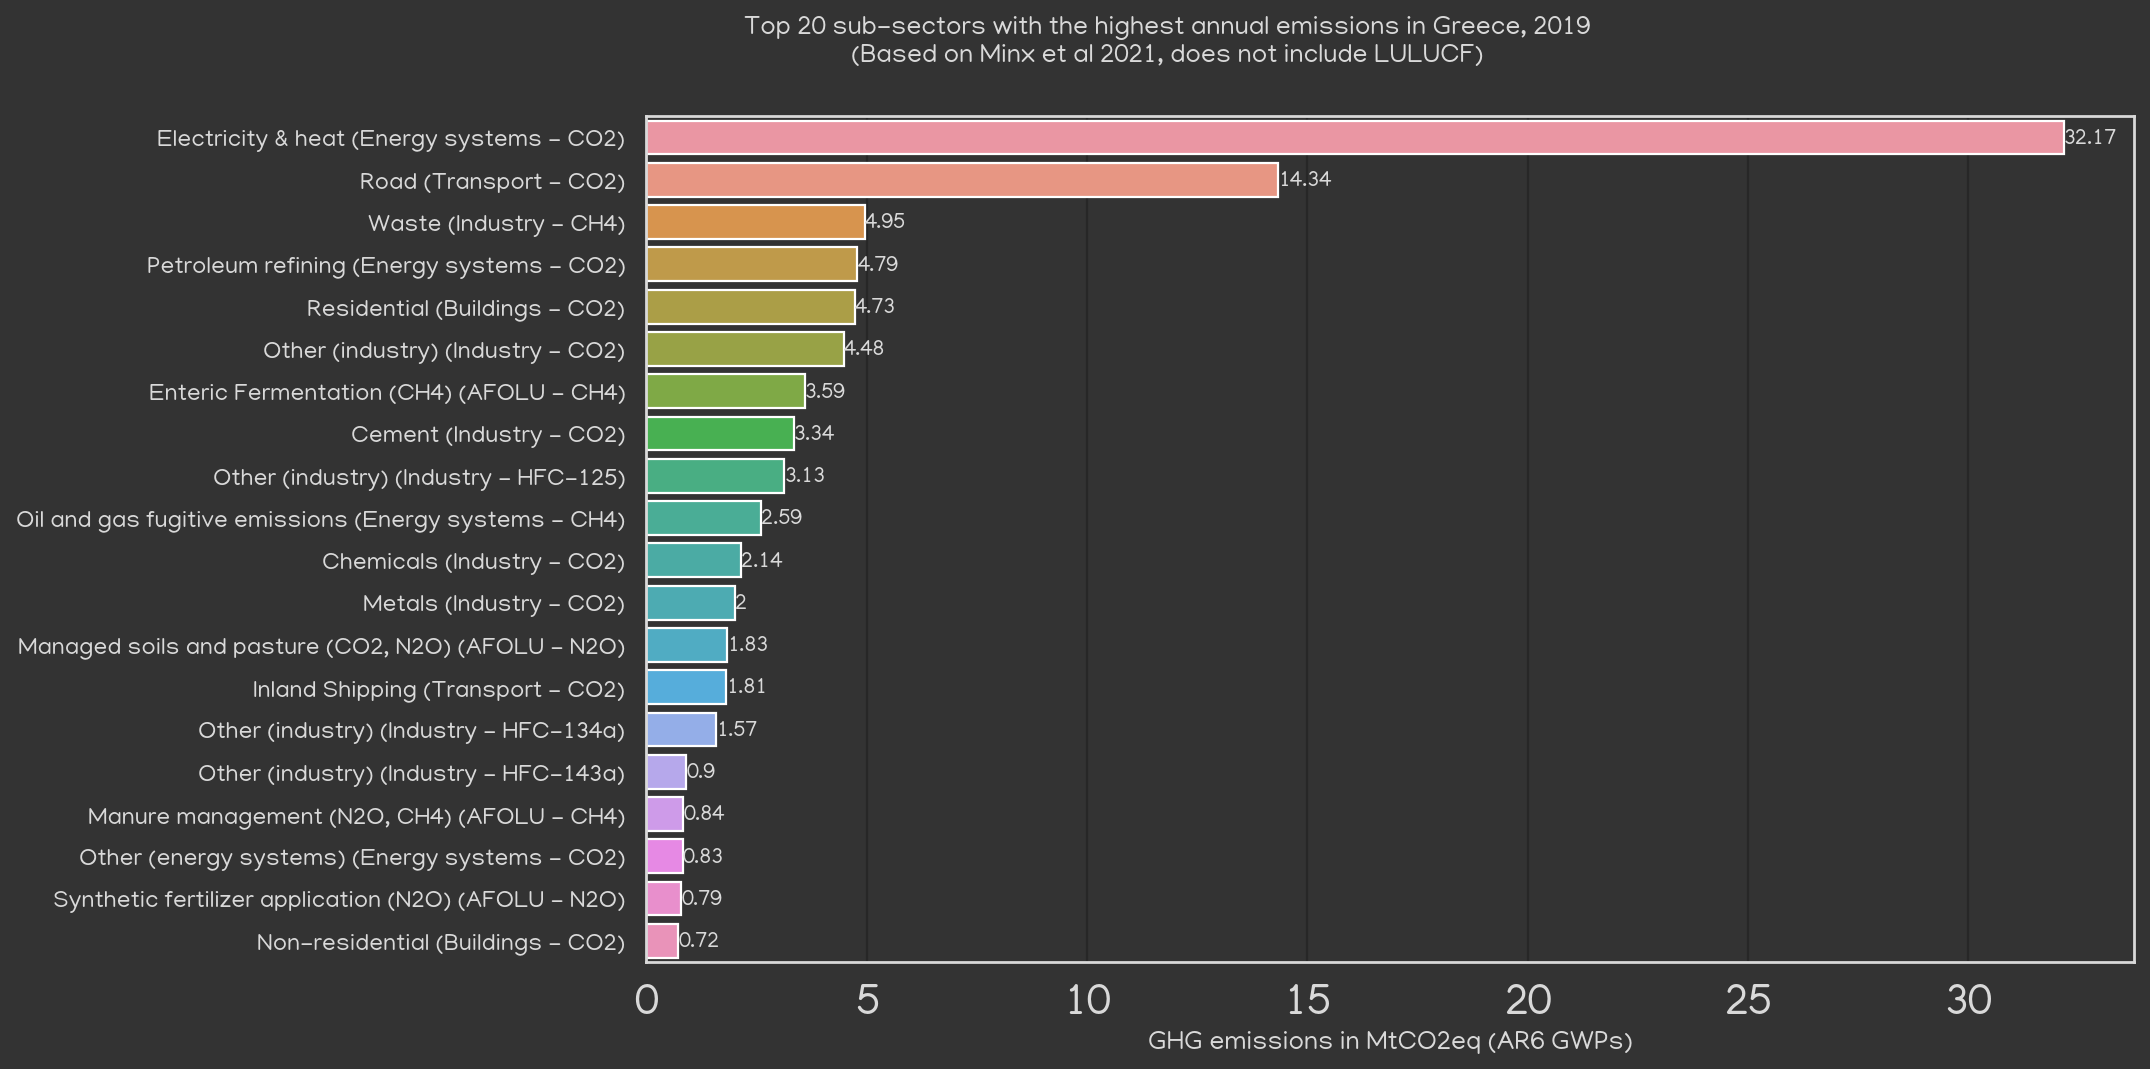 Top 20 sub-sectors with the highest annual emissions in Greece, 2019
(Based on Minx et al 2021, does not include LULUCF)
Electricity & heat (Energy systems - CO2) 32.17
Road (Transport - CO2) 14.34
Waste (Industry - CH4) 4.95
Petroleum refining (Energy systems - CO2) 4.79
Residential (Buildings - CO2) 4.73
Other (industry) (Industry - CO2) 4.48
Enteric Fermentation (CH4) (AFOLU - CH4) 3.59
Cement (Industry - CO2) 3.34
Other (industry) (Industry - HFC-125) 3.13
Oil and gas fugitive emissions (Energy systems - CH4) 2.59
Chemicals (Industry - CO2) 2.14
Metals (Industry - CO2) 2
Managed soils and pasture (CO2, N2O) (AFOLU - N2O) 1.83
Inland Shipping (Transport - CO2) 1.81
Other (industry) (Industry - HFC-134a) 1.57
Other (industry) (Industry - HFC-143a) 0.9
Manure management (N2O, CH4) (AFOLU - CH4) 0.84
Other (energy systems) (Energy systems - CO2) 0.83
Synthetic fertilizer application (N2O) (AFOLU - N2O) 0.79
Non-residential (Buildings - CO2) 0.72
0 5 10 15 20 25 30
GHG emissions in MtCO2eq (AR6 GWPs)